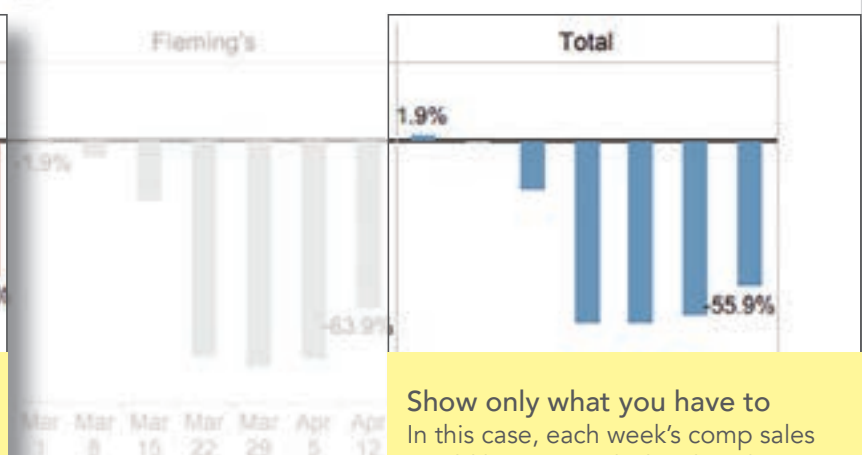 Fleming's
Total
1.9%
-1.9%
-63.9%
-55.9%
Mar Mar Mar Mar Mar Apr Apr
1 8 15 22 29 5 12
Show only what you have to
In this case, each week's comp sales